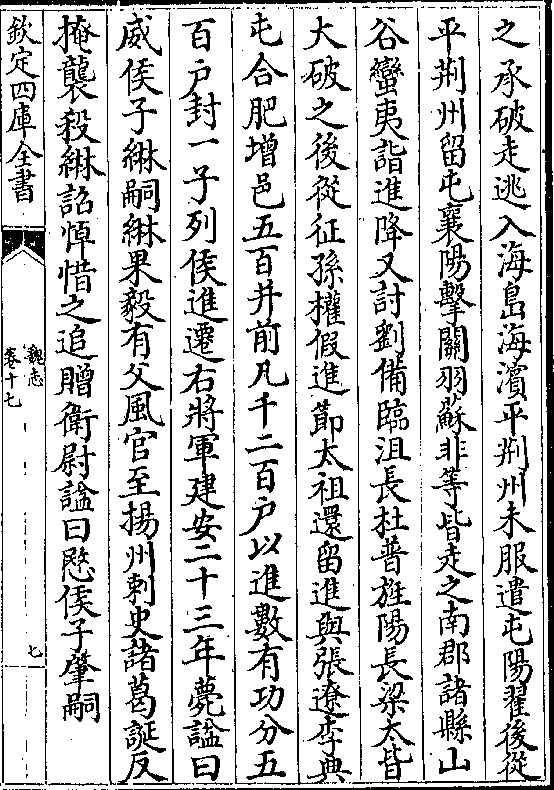 之承破走逃入海島海濱平荆州未服遣屯陽翟後從
平荆州留屯襄陽擊關羽蘇非等皆走之南郡諸縣山
谷蠻夷詣進降又討劉備臨沮長杜普旌陽長梁太皆
大破之後從征孫權假進節太祖還留進與張遼李典
屯合肥增邑五百并前凡千二百户以進數有功分五
百户封一子列侯進遷右將軍建安二十三年薨諡曰
威侯子綝嗣綝果毅有父風官至揚州刺史諸葛誕反
掩襲殺綝詔悼惜之追贈衛尉諡曰愍侯子肇嗣
欽定四庫全書
魏志
卷十七
七